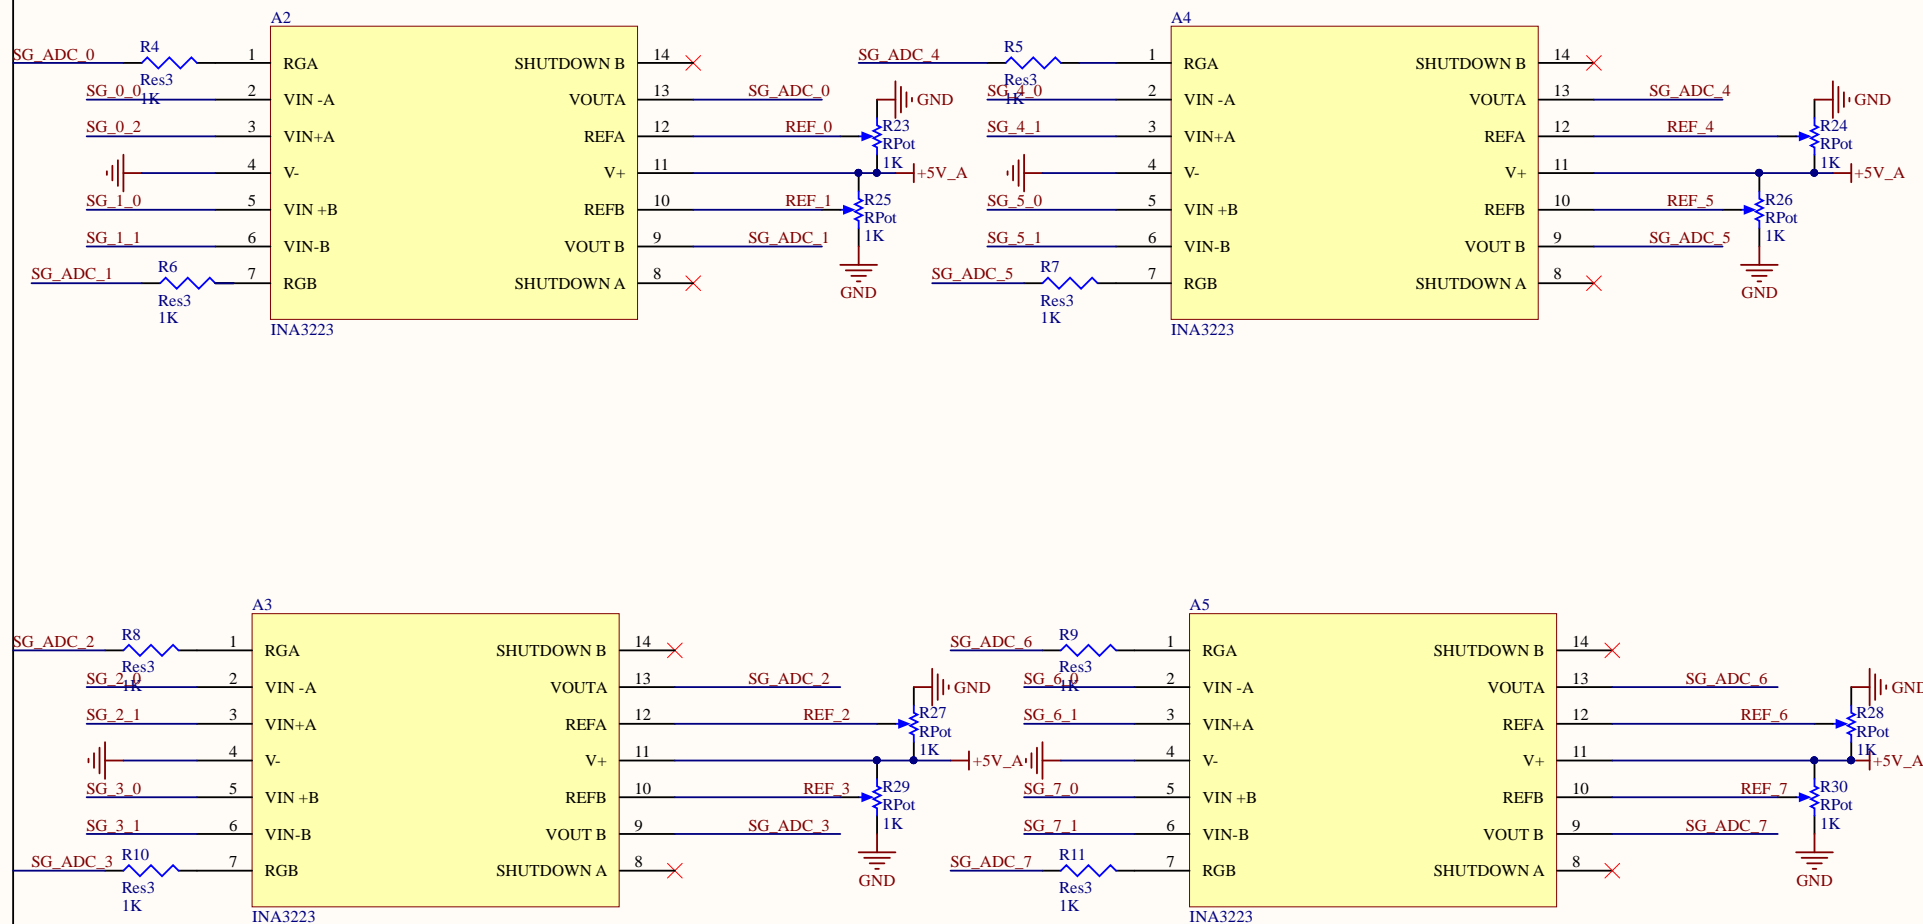 A2
SG_ADC_0 R4 1 RGA SHUTDOWN B 14
Res3
1K
SG_0_0 2 VIN -A VOUTA 13 SG_ADC_0
GND
SG_0_2 3 VIN+A REFA 12 REF_0
R23
RPot
1K
4 V- V+ 11 +5V_A
SG_1_0 5 VIN +B REFB 10 REF_1
R25
RPot
1K
SG_1_1 6 VIN-B VOUT B 9 SG_ADC_1
SG_ADC_1 R6 7 RGB SHUTDOWN A 8
Res3
1K
GND
INA3223
A4
SG_ADC_4 R5 1 RGA SHUTDOWN B 14
Res3
1K
SG_4_0 2 VIN -A VOUTA 13 SG_ADC_4
GND
SG_4_1 3 VIN+A REFA 12 REF_4
R24
RPot
1K
4 V- V+ 11 +5V_A
SG_5_0 5 VIN +B REFB 10 REF_5
R26
RPot
1K
SG_5_1 6 VIN-B VOUT B 9 SG_ADC_5
SG_ADC_5 R7 7 RGB SHUTDOWN A 8
Res3
1K
GND
INA3223
A3
SG_ADC_2 R8 1 RGA SHUTDOWN B 14
Res3
1K
SG_2_0 2 VIN -A VOUTA 13 SG_ADC_2
GND
SG_2_1 3 VIN+A REFA 12 REF_2
R27
RPot
1K
4 V- V+ 11 +5V_A
SG_3_0 5 VIN +B REFB 10 REF_3
R29
RPot
1K
SG_3_1 6 VIN-B VOUT B 9 SG_ADC_3
SG_ADC_3 R10 7 RGB SHUTDOWN A 8
Res3
1K
GND
INA3223
A5
SG_ADC_6 R9 1 RGA SHUTDOWN B 14
Res3
1K
SG_6_0 2 VIN -A VOUTA 13 SG_ADC_6
GND
SG_6_1 3 VIN+A REFA 12 REF_6
R28
RPot
1K
4 V- V+ 11 +5V_A
SG_7_0 5 VIN +B REFB 10 REF_7
R30
RPot
1K
SG_7_1 6 VIN-B VOUT B 9 SG_ADC_7
SG_ADC_7 R11 7 RGB SHUTDOWN A 8
Res3
1K
GND
INA3223